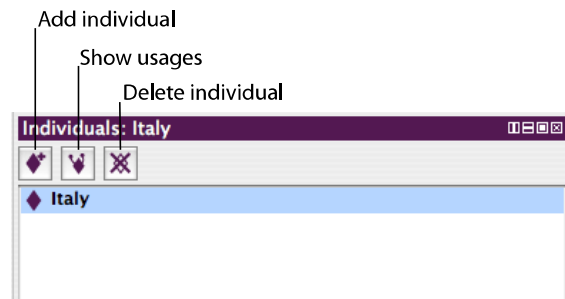 Add individual
Show usages
Delete individual
Individuals: Italy
Italy